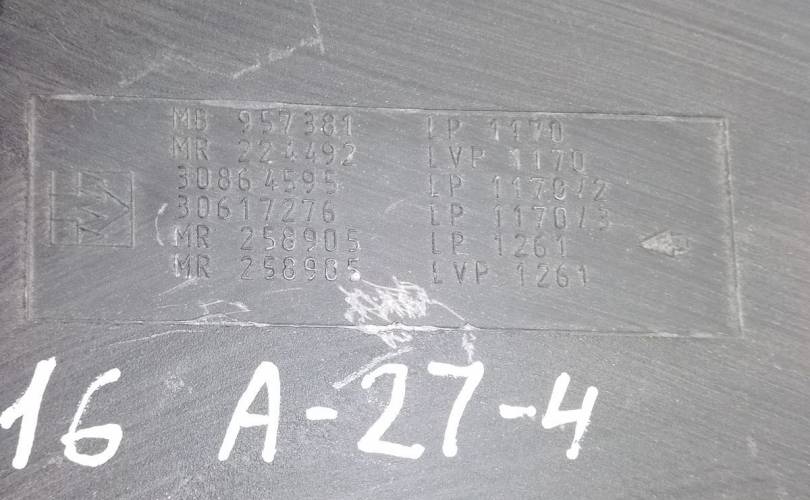 MB 957381 LP 1170
MR 224492 LVP 1170
30864595 LP 1170/2
30617276 LP 1170/3
MR 258905 LP 1261
MR 258985 LVP 1261
16 A-27-4